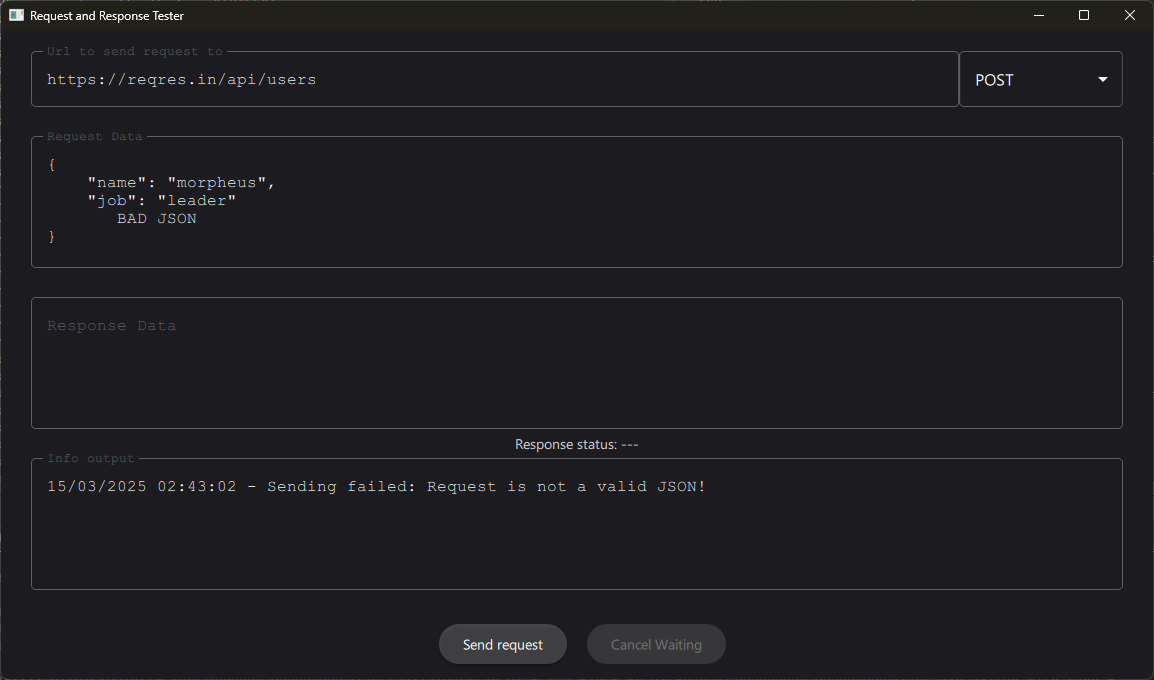 Request and Response Tester
Url to send request to
https://reqres.in/api/users
POST
Request Data
{
"name": "morpheus",
"job": "leader"
BAD JSON
}
Response Data
Response status: ---
Info output
15/03/2025 02:43:02 - Sending failed: Request is not a valid JSON!
Send request
Cancel Waiting